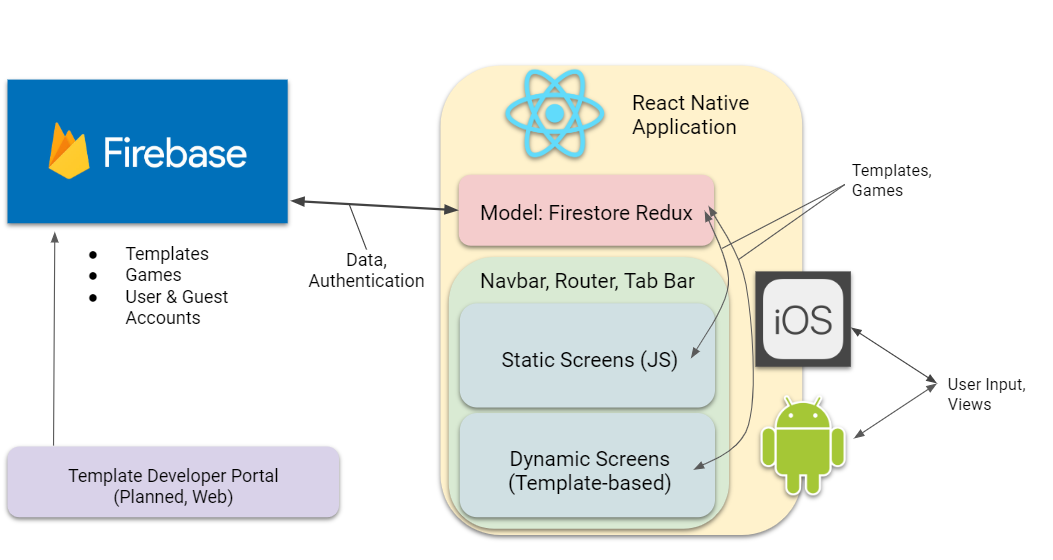 Firebase
React Native
Application
Templates,
Games
Model: Firestore Redux
Data,
Authentication
● Templates
● Games
● User & Guest
Accounts
Navbar, Router, Tab Bar
iOS
Static Screens (JS)
User Input,
Views
Dynamic Screens
(Template-based)
Template Developer Portal
(Planned, Web)